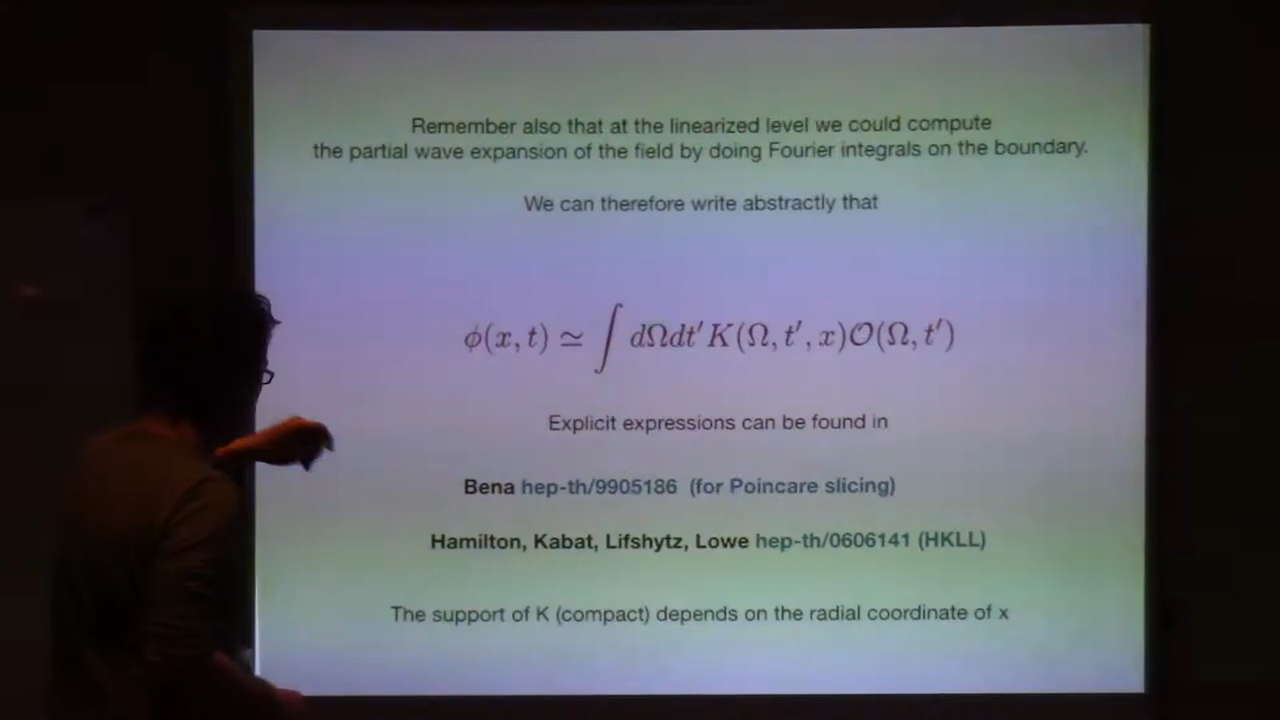 Remember also that at the linearized level we could compute
the partial wave expansion of the field by doing Fourier integrals on the boundary.
We can therefore write abstractly that
ϕ(x, t) ≃ ∫ dΩdt′K(Ω, t′, x)𝒪(Ω, t′)
Explicit expressions can be found in
Bena hep-th/9905186 (for Poincare slicing)
Hamilton, Kabat, Lifshytz, Lowe hep-th/0606141 (HKLL)
The support of K (compact) depends on the radial coordinate of x